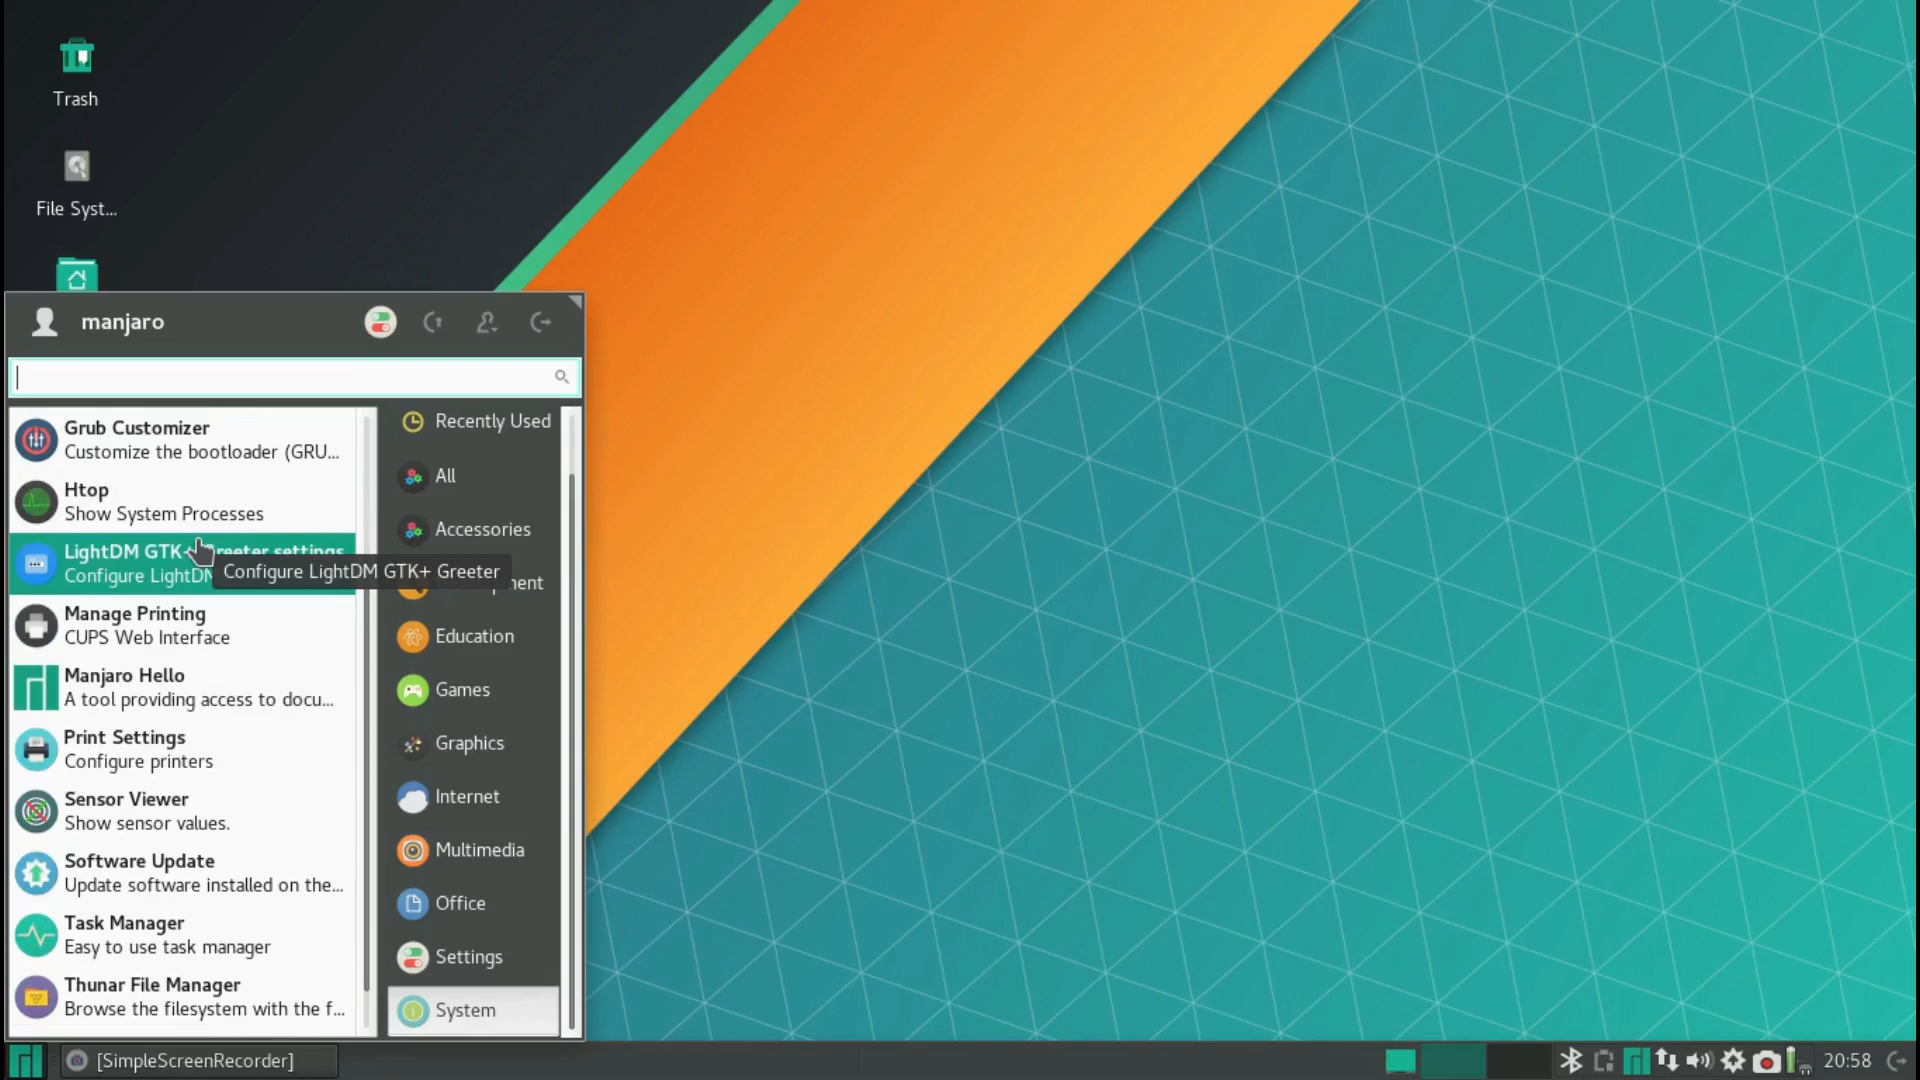 Trash
File Syst...
manjaro
Grub Customizer
Customize the bootloader (GRU...
Htop
Show System Processes
LightDM GTK+ Greeter settings
Configure LightDM
Configure LightDM GTK+ Greeter
Manage Printing
CUPS Web Interface
Manjaro Hello
A tool providing access to docu...
Print Settings
Configure printers
Sensor Viewer
Show sensor values.
Software Update
Update software installed on the...
Task Manager
Easy to use task manager
Thunar File Manager
Browse the filesystem with the f...
Recently Used
All
Accessories
Education
Games
Graphics
Internet
Multimedia
Office
Settings
System
[SimpleScreenRecorder]
20:58